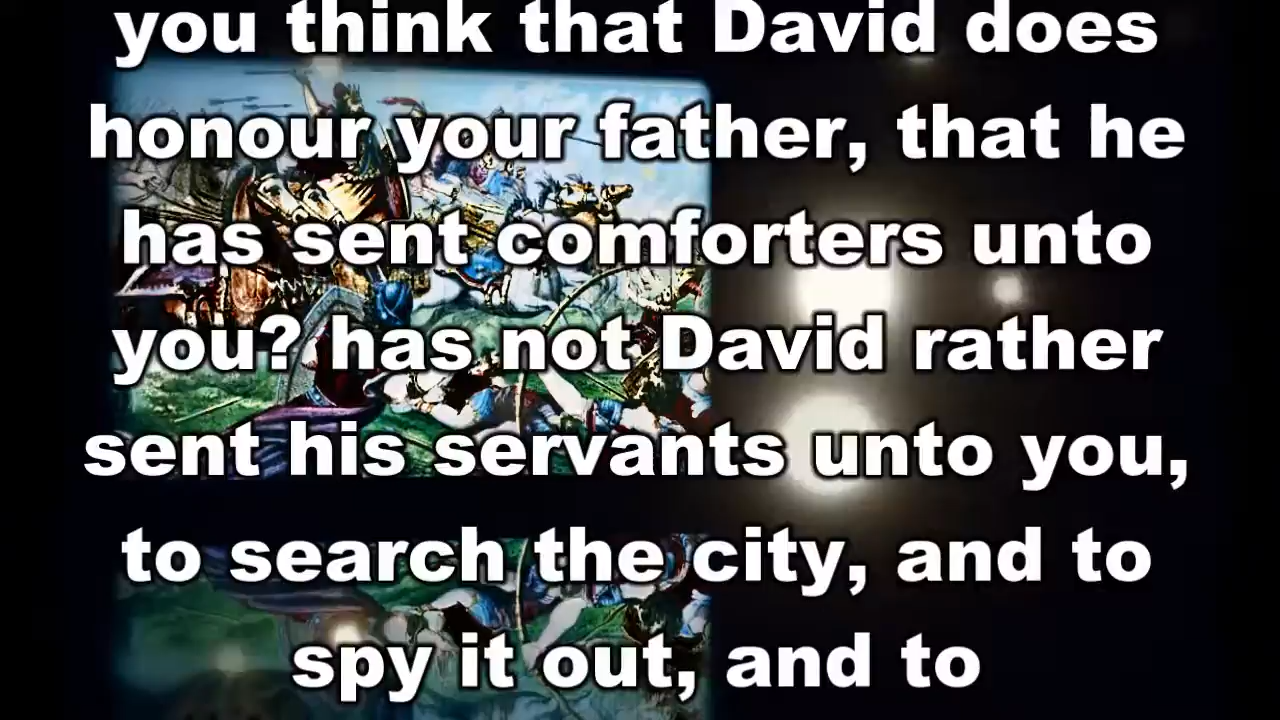 you think that David does
honour your father, that he
has sent comforters unto
you? has not David rather
sent his servants unto you,
to search the city, and to
spy it out, and to